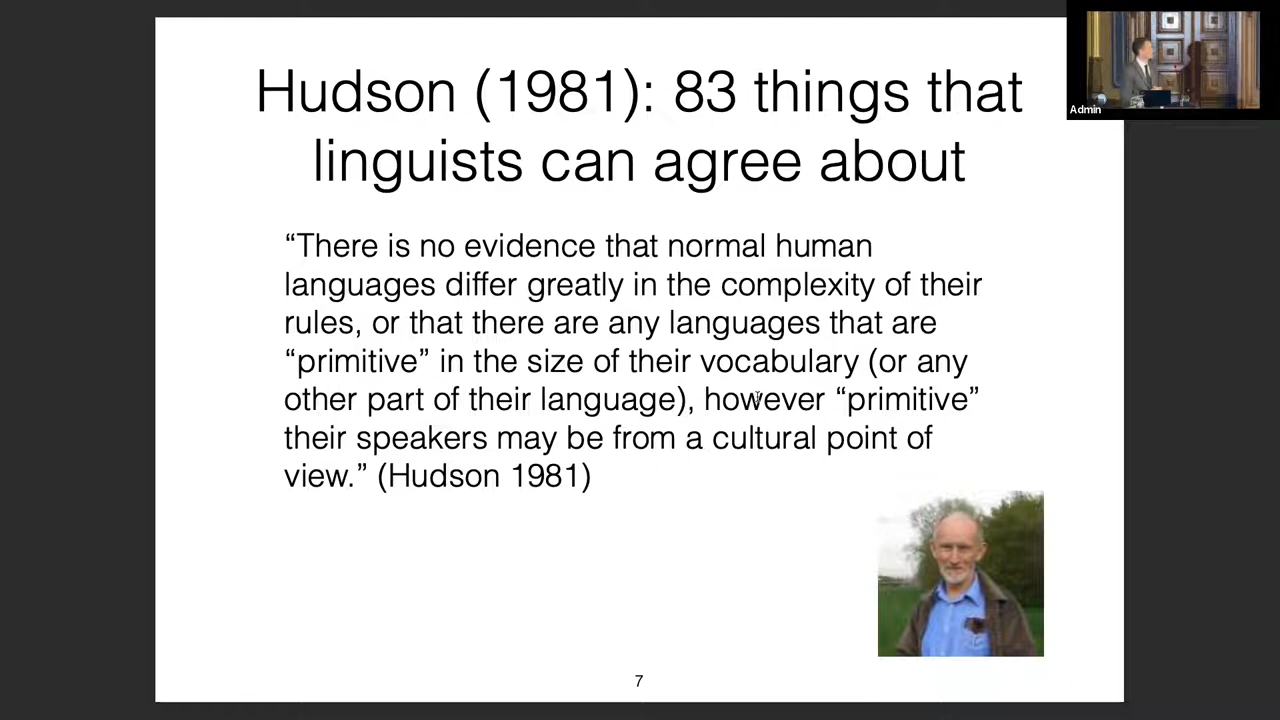 Hudson (1981): 83 things that
linguists can agree about
“There is no evidence that normal human
languages differ greatly in the complexity of their
rules, or that there are any languages that are
“primitive” in the size of their vocabulary (or any
other part of their language), however “primitive”
their speakers may be from a cultural point of
view.” (Hudson 1981)
7
Admin